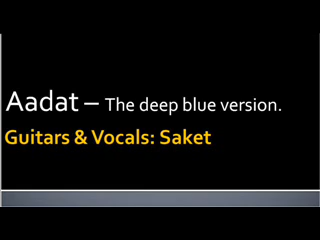 Aadat – The deep blue version.
Guitars & Vocals: Saket